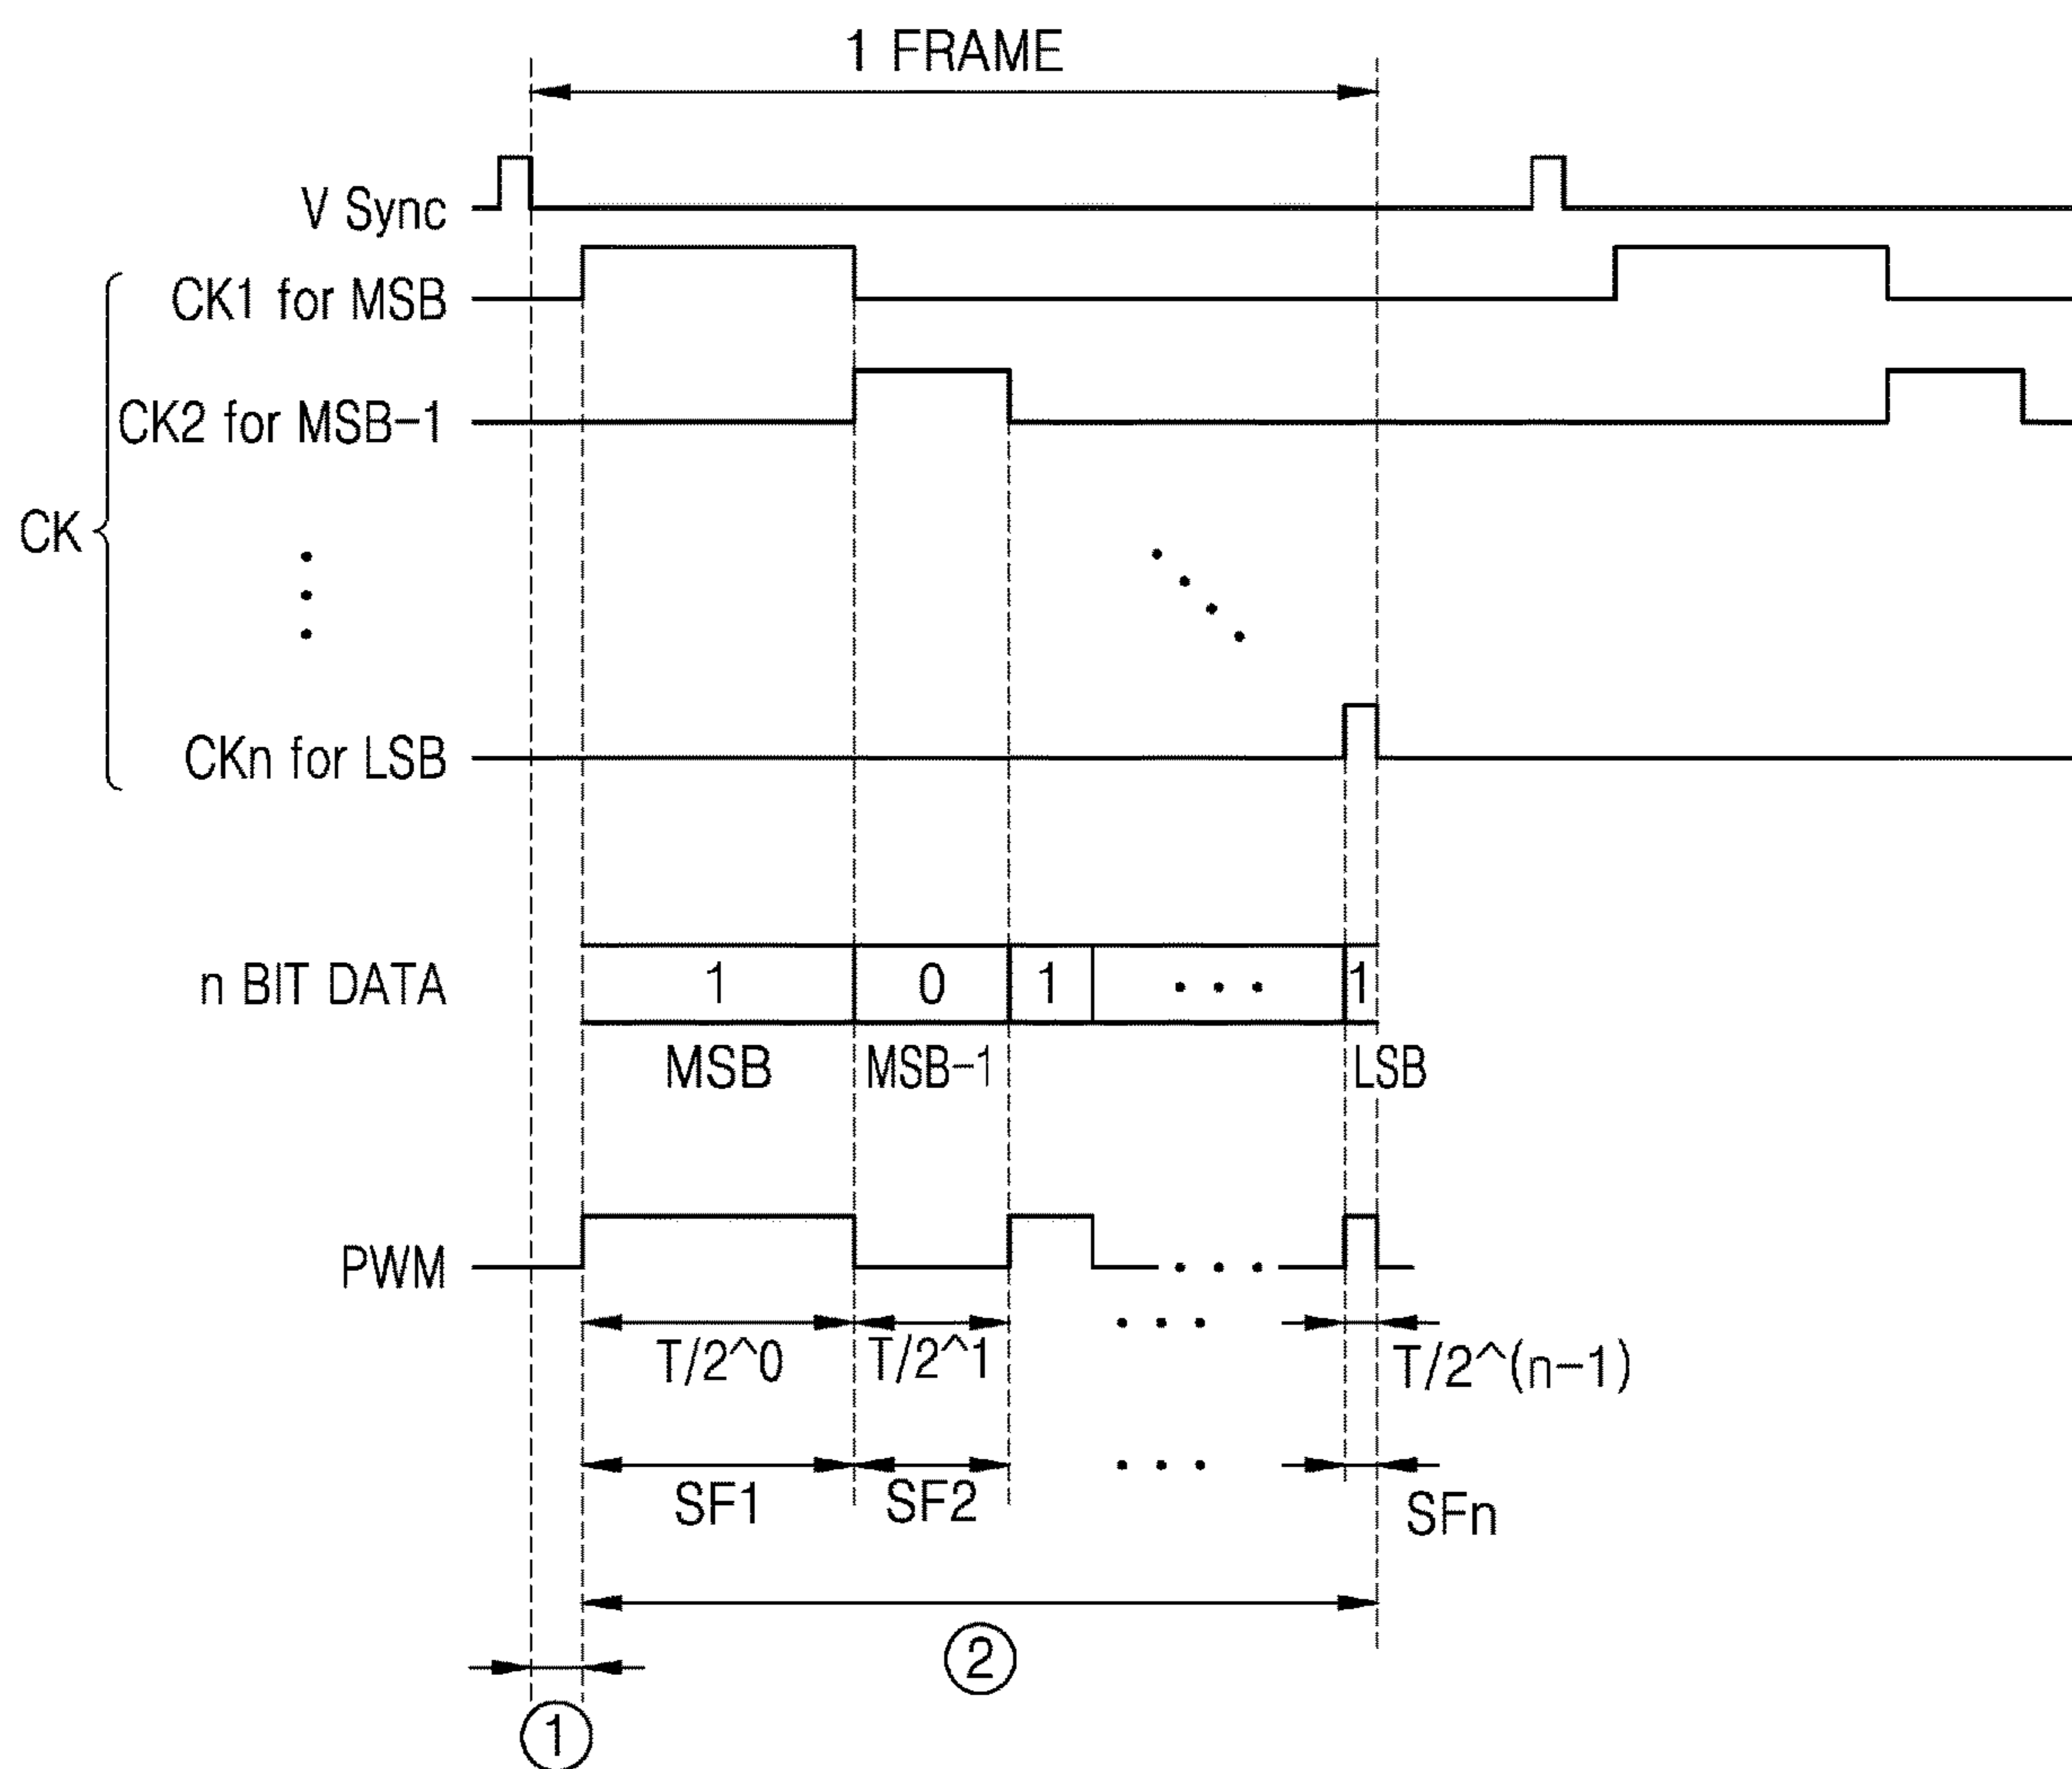 1 FRAME
V Sync
CK1 for MSB
CK2 for MSB-1
CK
CKn for LSB
n BIT DATA
1 0 1 1
MSB MSB-1 LSB
PWM
T/2^0 T/2^1 T/2^(n-1)
SF1 SF2 SFn
②
①